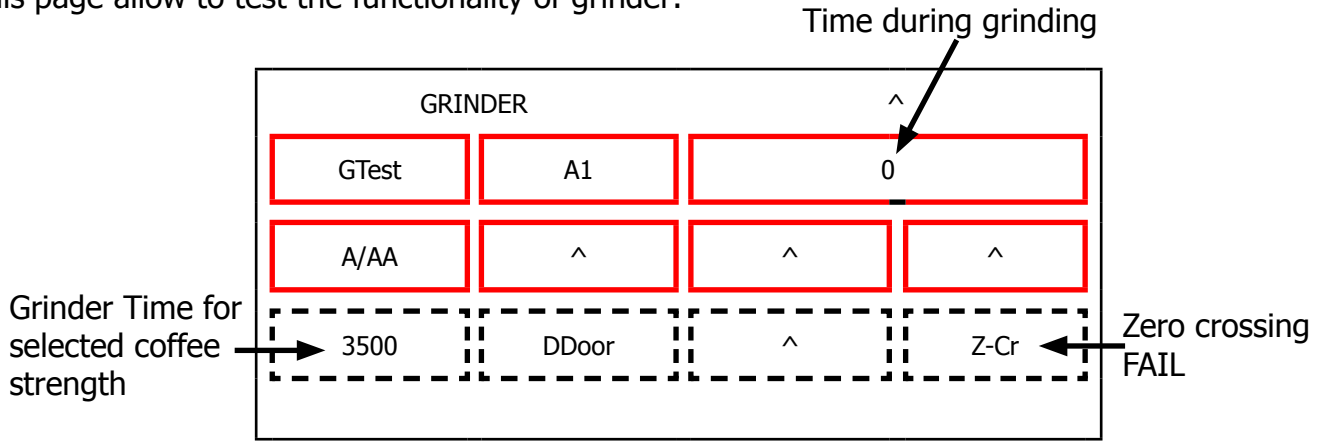 is page allow to test the functionality of grinder.
Time during grinding
GRINDER ^
GTest A1 0
A/AA ^ ^ ^
Grinder Time for
selected coffee
strength
3500 DDoor ^ Z-Cr
Zero crossing
FAIL